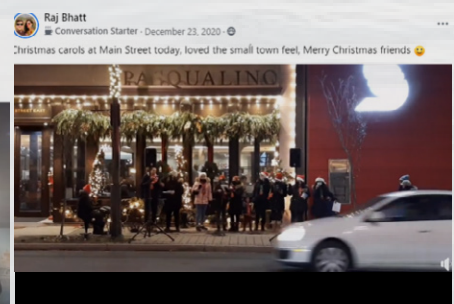 Raj Bhatt
Conversation Starter · December 23, 2020 ·
Christmas carols at Main Street today, loved the small town feel, Merry Christmas friends 😀
PASQUALINO